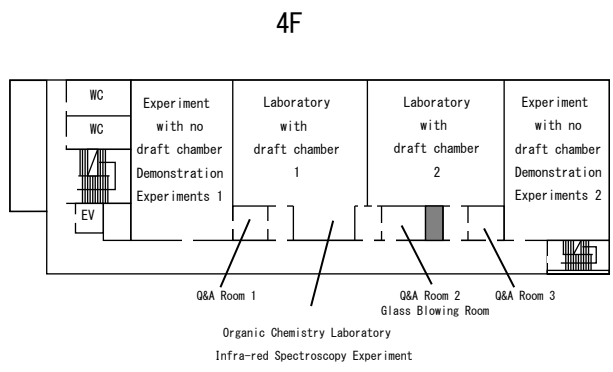 4F
WC
WC
EV
Experiment
with no
draft chamber
Demonstration
Experiments 1
Laboratory
with
draft chamber
1
Laboratory
with
draft chamber
2
Experiment
with no
draft chamber
Demonstration
Experiments 2
Q&A Room 1
Q&A Room 2
Glass Blowing Room
Q&A Room 3
Organic Chemistry Laboratory
Infra-red Spectroscopy Experiment